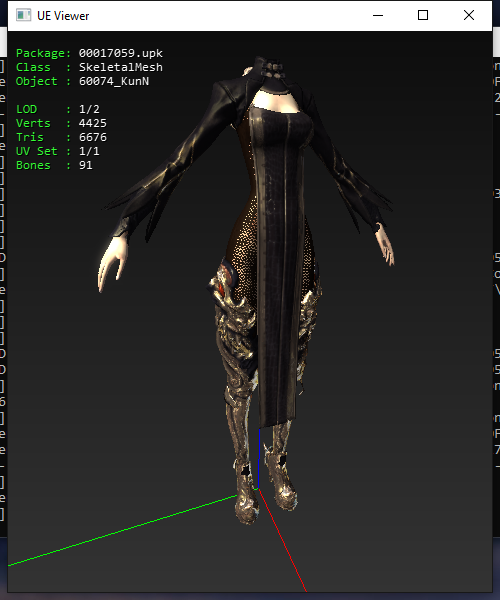 UE Viewer
Package: 00017059.upk
Class  : SkeletalMesh
Object : 60074_KunN
LOD    : 1/2
Verts  : 4425
Tris   : 6676
UV Set : 1/1
Bones  : 91